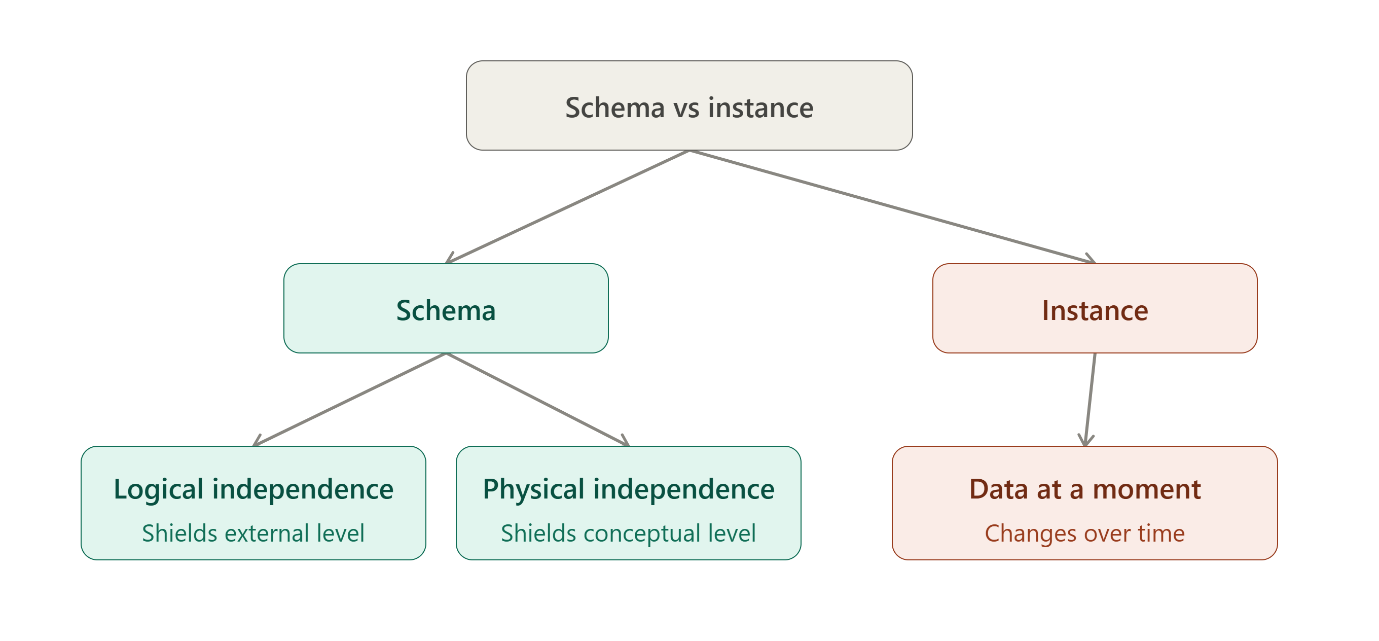 Schema vs instance
Schema
Instance
Logical independence
Shields external level
Physical independence
Shields conceptual level
Data at a moment
Changes over time